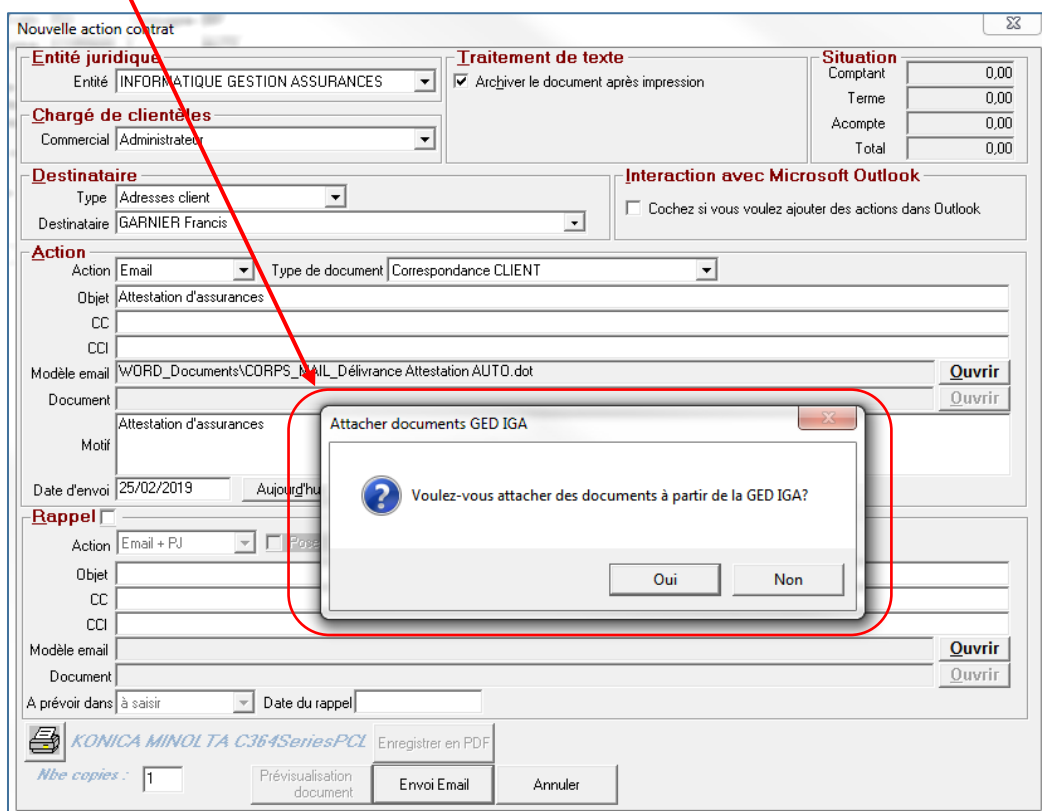 Nouvelle action contrat
Entité juridique
Entité INFORMATIQUE GESTION ASSURANCES
Chargé de clientèles
Commercial Administrateur
Traitement de texte
Archiver le document après impression
Situation
Comptant 0,00
Terme 0,00
Acompte 0,00
Total 0,00
Destinataire
Type Adresses client
Destinataire GARNIER Francis
Interaction avec Microsoft Outlook
Cochez si vous voulez ajouter des actions dans Outlook
Action
Action Email Type de document Correspondance CLIENT
Objet Attestation d'assurances
CC
CCI
Modèle email WORD_Documents\CORPS_MAIL_Délivrance Attestation AUTO.dot Ouvrir
Document Ouvrir
Motif Attestation d'assurances
Date d'envoi 25/02/2019 Aujourd'hu
Attacher documents GED IGA
Voulez-vous attacher des documents à partir de la GED IGA?
Oui Non
Rappel
Action Email + PJ Pose
Objet
CC
CCI
Modèle email Ouvrir
Document Ouvrir
A prévoir dans à saisir Date du rappel
KONICA MINOLTA C364SeriesPCL Enregistrer en PDF
Nbe copies : 1 Prévisualisation document Envoi Email Annuler